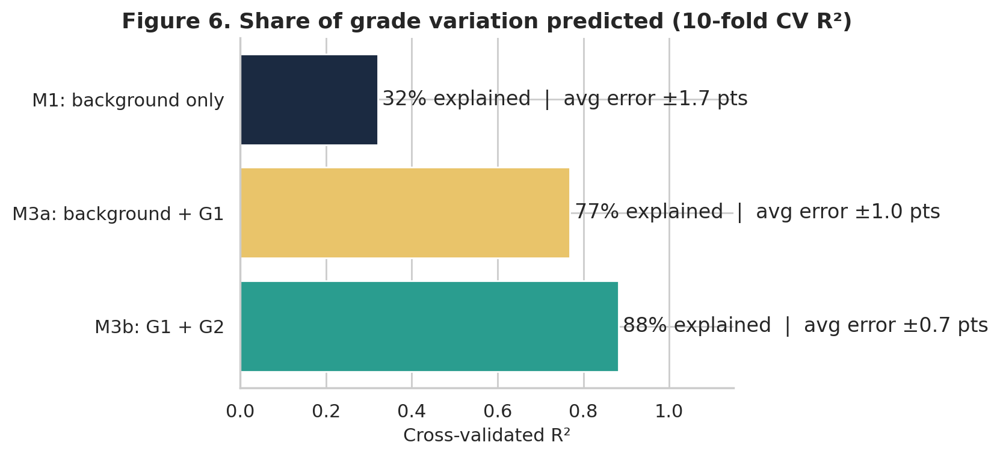 Figure 6. Share of grade variation predicted (10-fold CV R²)
M1: background only
32% explained | avg error ±1.7 pts
M3a: background + G1
77% explained | avg error ±1.0 pts
M3b: G1 + G2
88% explained | avg error ±0.7 pts
0.0 0.2 0.4 0.6 0.8 1.0
Cross-validated R²